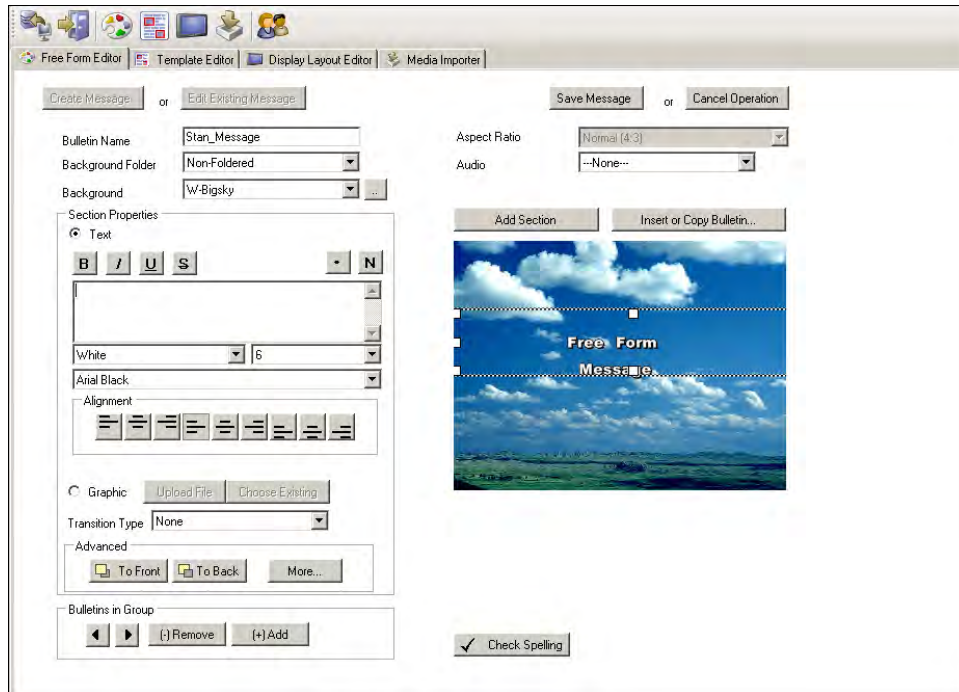 Free Form Editor Template Editor Display Layout Editor Media Importer
Create Message or Edit Existing Message Save Message or Cancel Operation
Bulletin Name Stan_Message Aspect Ratio Normal (4:3)
Background Folder Non-Foldered Audio ---None---
Background W-Bigsky ..
Section Properties
Add Section Insert or Copy Bulletin...
Text
B I U S • N
Free Form
Message
White 6
Arial Black
Alignment
Graphic Upload File Choose Existing
Transition Type None
Advanced
To Front To Back More...
Bulletins in Group
(-) Remove (+) Add
Check Spelling